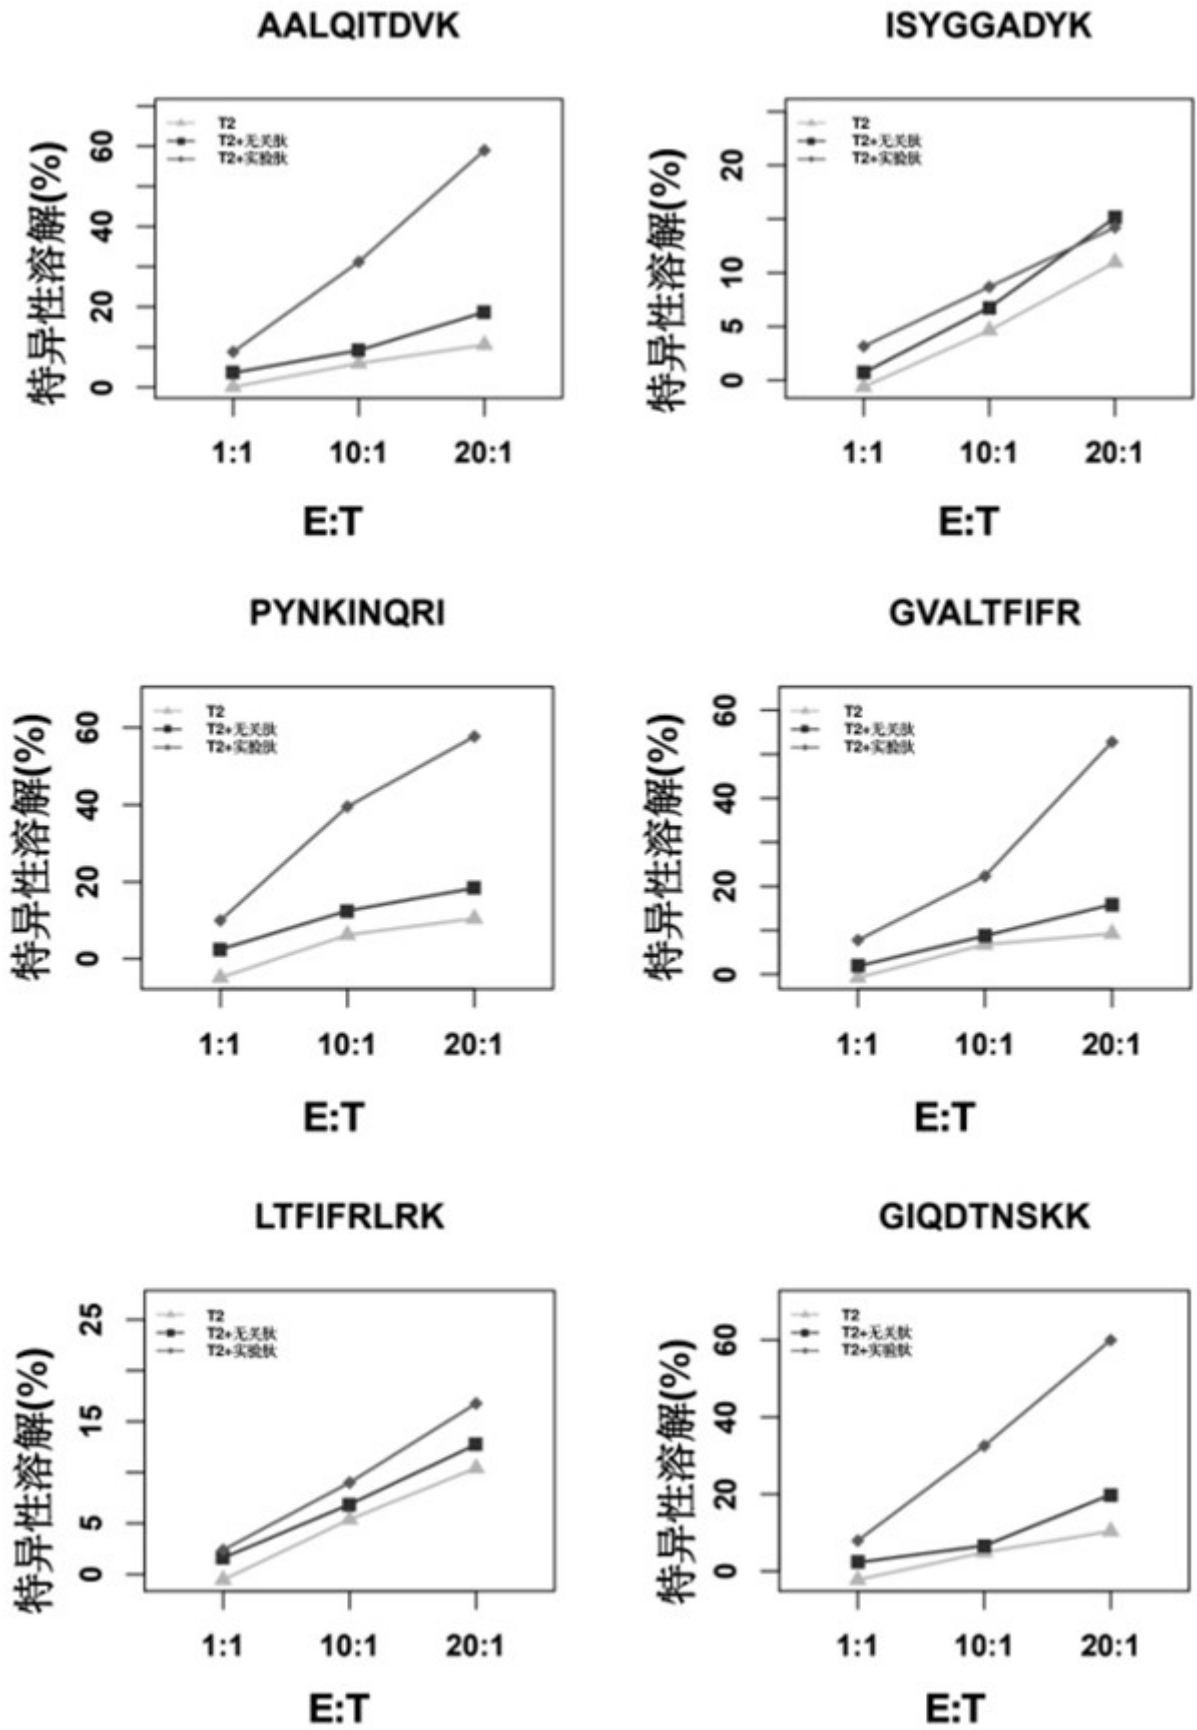 AALQITDVK
T2
T2+无关肽
T2+实验肽
特异性溶解(%)
60
40
20
0
1:1
10:1
20:1
E:T
ISYGGADYK
T2
T2+无关肽
T2+实验肽
特异性溶解(%)
20
10
5
0
1:1
10:1
20:1
E:T
PYNKINQRI
T2
T2+无关肽
T2+实验肽
特异性溶解(%)
60
40
20
0
1:1
10:1
20:1
E:T
GVALTFIFR
T2
T2+无关肽
T2+实验肽
特异性溶解(%)
60
40
20
0
1:1
10:1
20:1
E:T
LTFIFRLRK
T2
T2+无关肽
T2+实验肽
特异性溶解(%)
25
15
5
0
1:1
10:1
20:1
E:T
GIQDTNSKK
T2
T2+无关肽
T2+实验肽
特异性溶解(%)
60
40
20
0
1:1
10:1
20:1
E:T